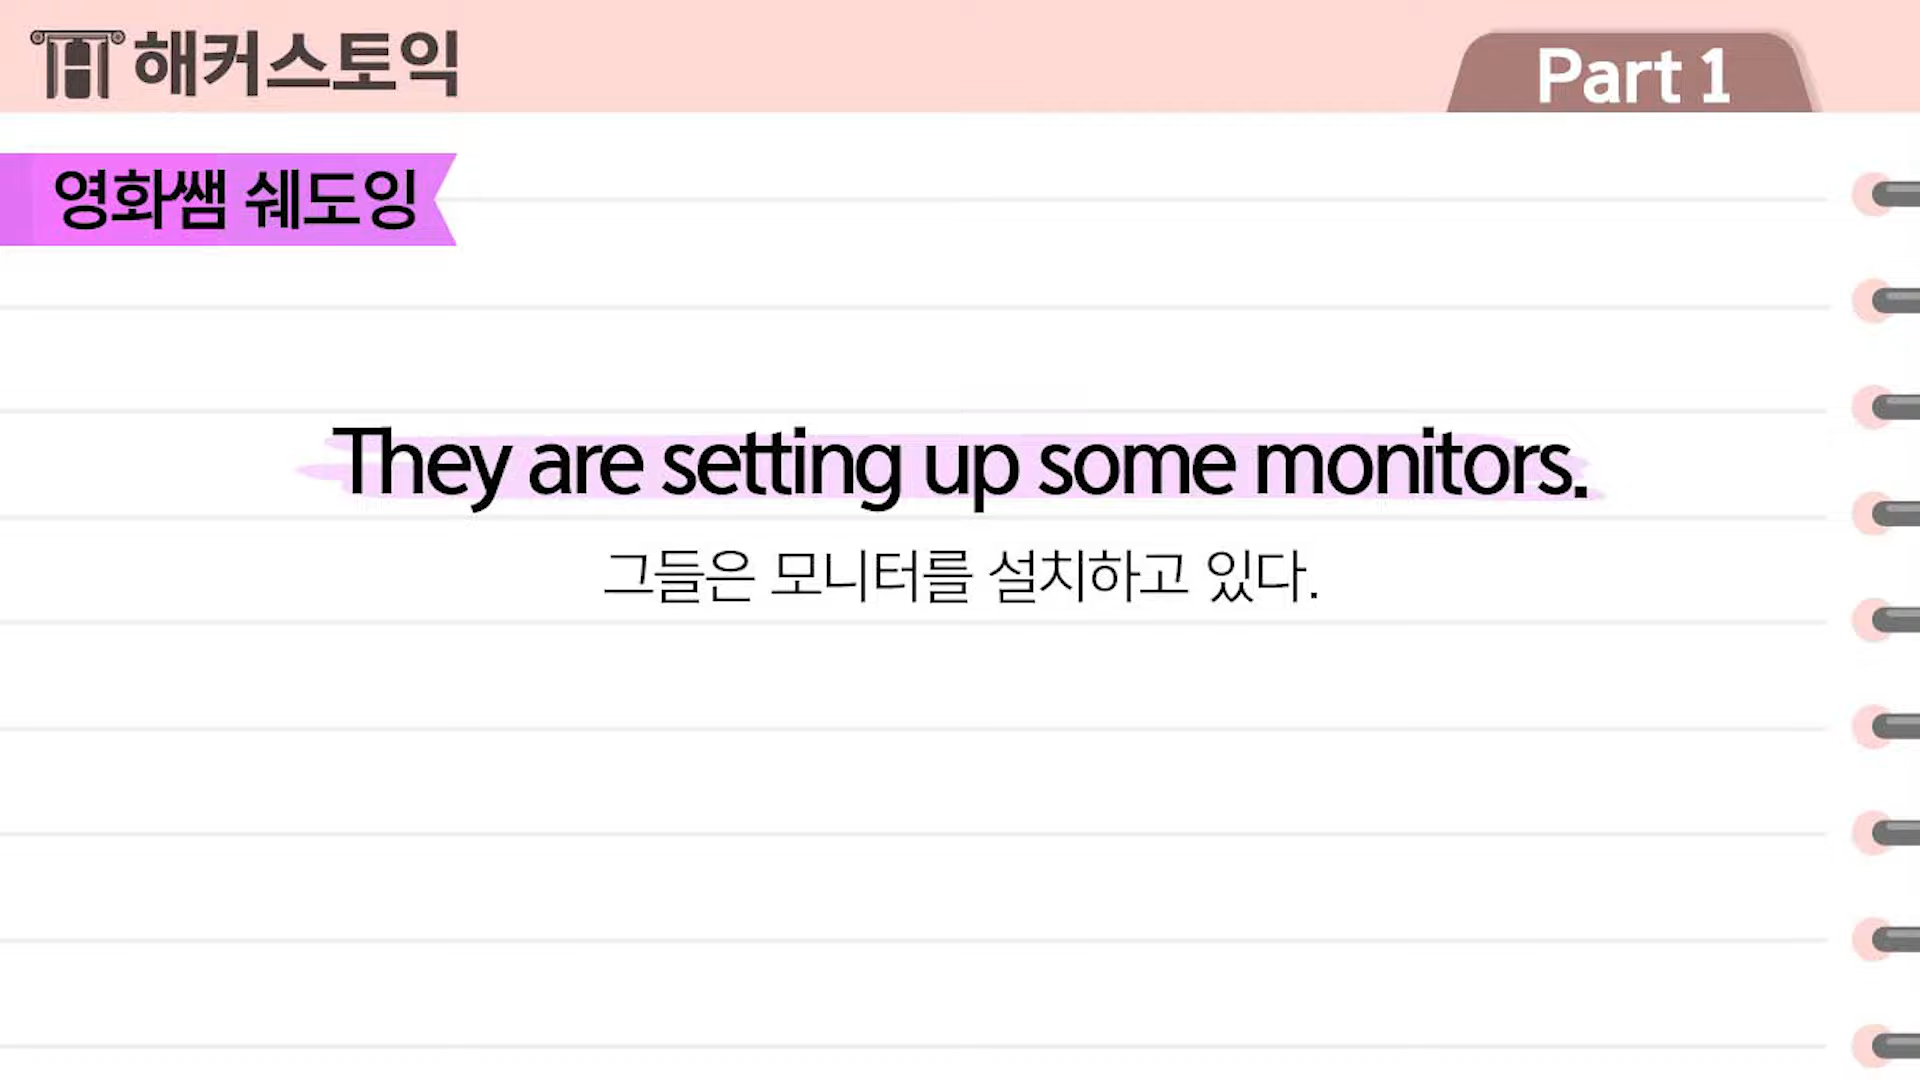 해커스토익
Part 1
영화쌤 쉐도잉
They are setting up some monitors.
그들은 모니터를 설치하고 있다.